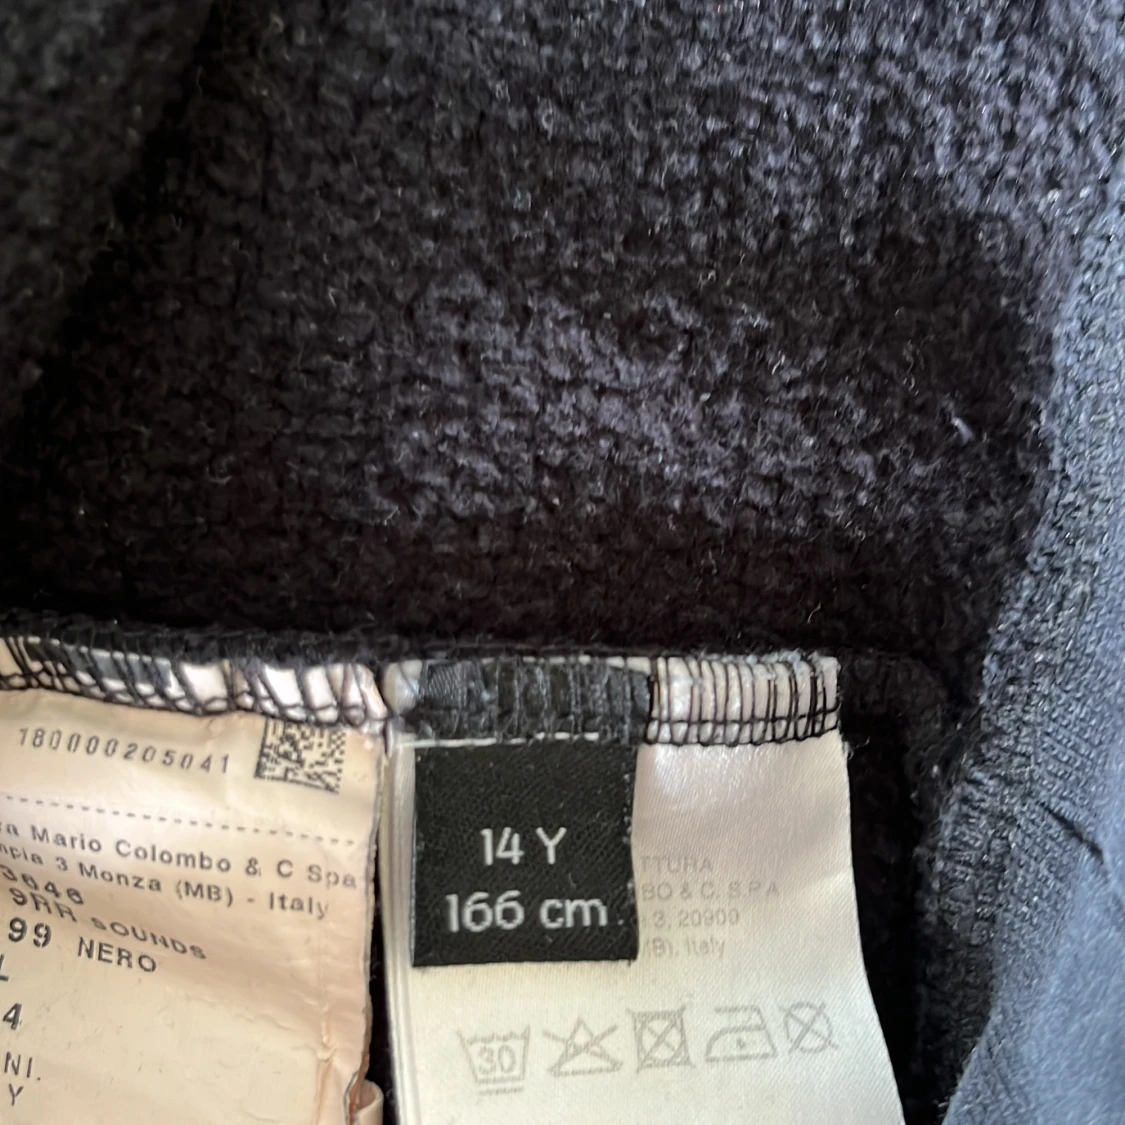 180000205041
Mario Colombo & C Spa
3 Monza (MB) - Italy
3646
9RR SOUNDS
99 NERO
L
4
NI.
Y
14 Y
166 cm
TTURA
BO & C. S.P.A
3, 20900
(MB), Italy
30